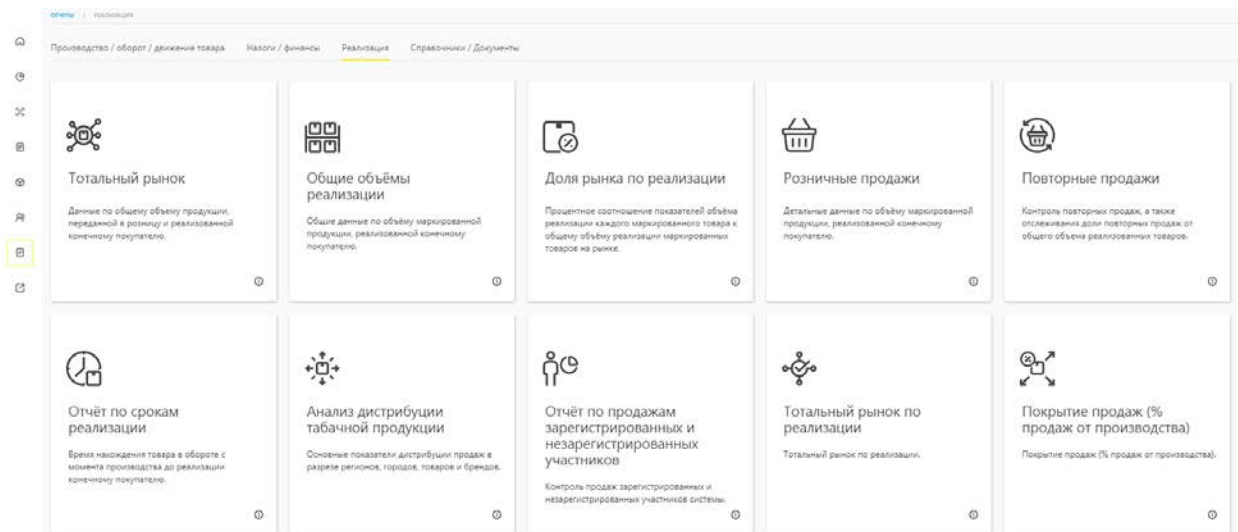 ОТЧЕТЫ / РЕАЛИЗАЦИЯ
Производство / оборот / движение товара Налоги / финансы Реализация Справочники / Документы
Тотальный рынок
Данные по общему объему продукции,
переданной в розницу и реализованной
конечному покупателю.
Общие объёмы
реализации
Общие данные по объёму маркированной
продукции, реализованной конечному
покупателю.
Доля рынка по реализации
Процентное соотношение показателей объёма
реализации каждого маркированного товара к
общему объёму реализации маркированных
товаров на рынке.
Розничные продажи
Детальные данные по объёму маркированной
продукции, реализованной конечному
покупателю.
Повторные продажи
Контроль повторных продаж, а также
отслеживания доли повторных продаж от
общего объема реализованных товаров.
Отчёт по срокам
реализации
Время нахождения товара в обороте с
момента производства до реализации
конечному покупателю.
Анализ дистрибуции
табачной продукции
Основные показатели дистрибуции продаж в
разрезе регионов, городов, товаров и брендов.
Отчёт по продажам
зарегистрированных и
незарегистрированных
участников
Контроль продаж зарегистрированных и
незарегистрированных участников системы.
Тотальный рынок по
реализации
Тотальный рынок по реализации.
Покрытие продаж (%
продаж от производства)
Покрытие продаж (% продаж от производства).